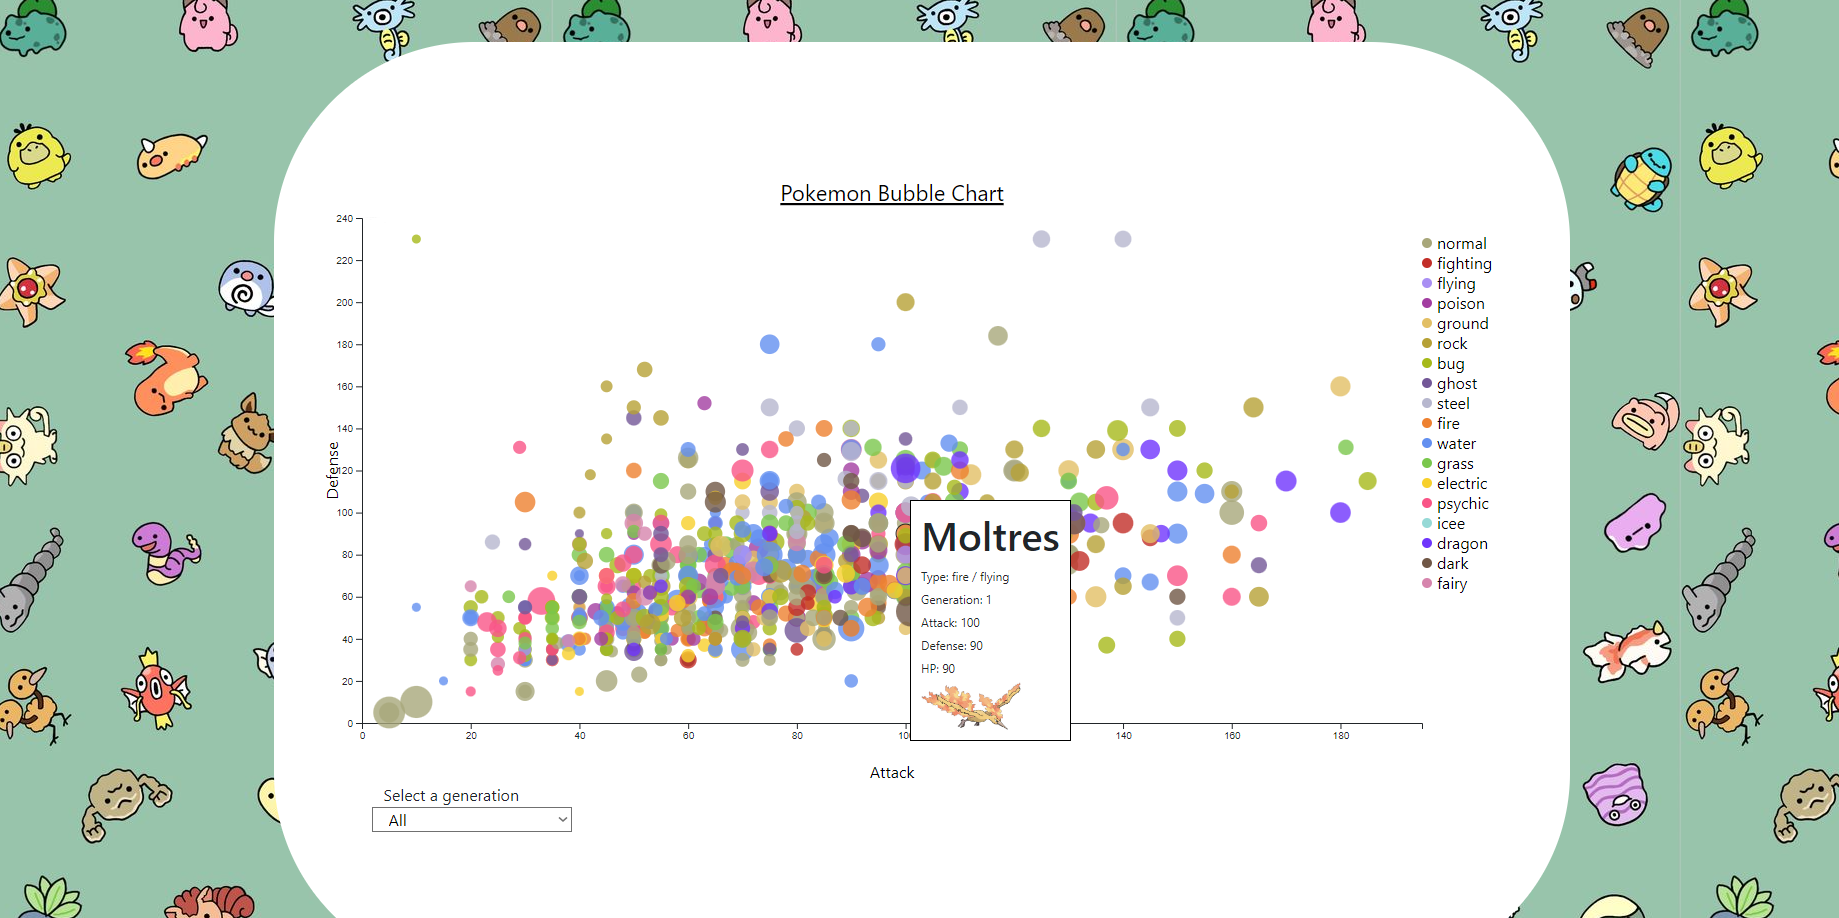 Pokemon Bubble Chart
240
220
200
180
160
140
120
100
80
60
40
20
0
Defense
0
20
40
60
80
10
140
160
180
Attack
normal
fighting
flying
poison
ground
rock
bug
ghost
steel
fire
water
grass
electric
psychic
icee
dragon
dark
fairy
Moltres
Type: fire / flying
Generation: 1
Attack: 100
Defense: 90
HP: 90
Select a generation
All